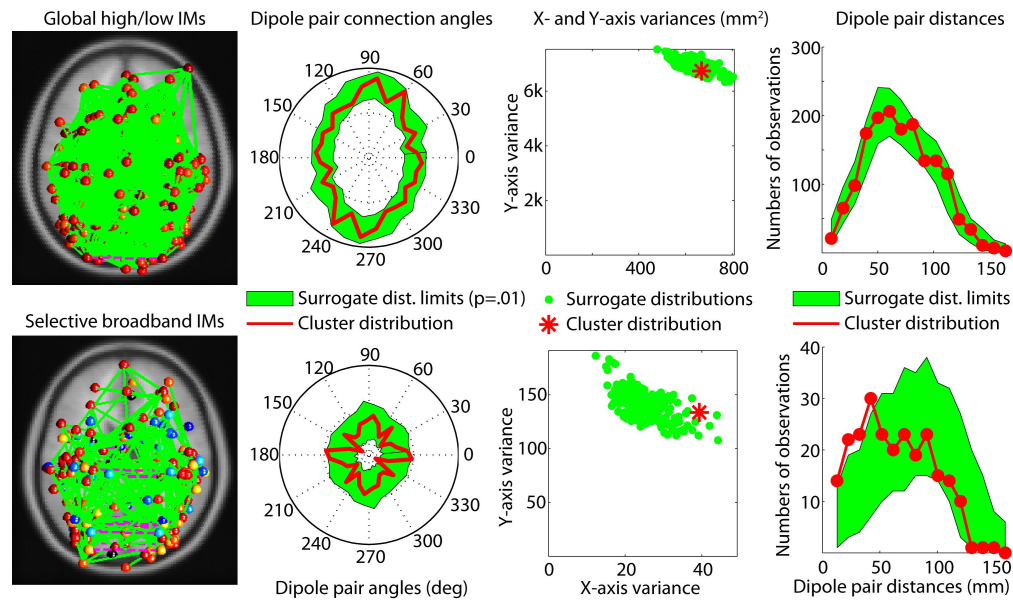 Global high/low IMs
Dipole pair connection angles
X- and Y-axis variances (mm²)
Dipole pair distances
90
120
60
150
30
180
0
210
330
240
300
270
Y-axis variance
6k
4k
2k
0
400
800
Numbers of observations
300
200
100
0
50
100
150
Surrogate dist. limits (p=.01)
Cluster distribution
Surrogate distributions
Cluster distribution
Surrogate dist. limits
Cluster distribution
Selective broadband IMs
90
120
60
150
30
180
0
210
330
240
300
270
Dipole pair angles (deg)
Y-axis variance
150
100
50
0
20
40
X-axis variance
Numbers of observations
40
30
20
10
0
0
50
100
150
Dipole pair distances (mm)